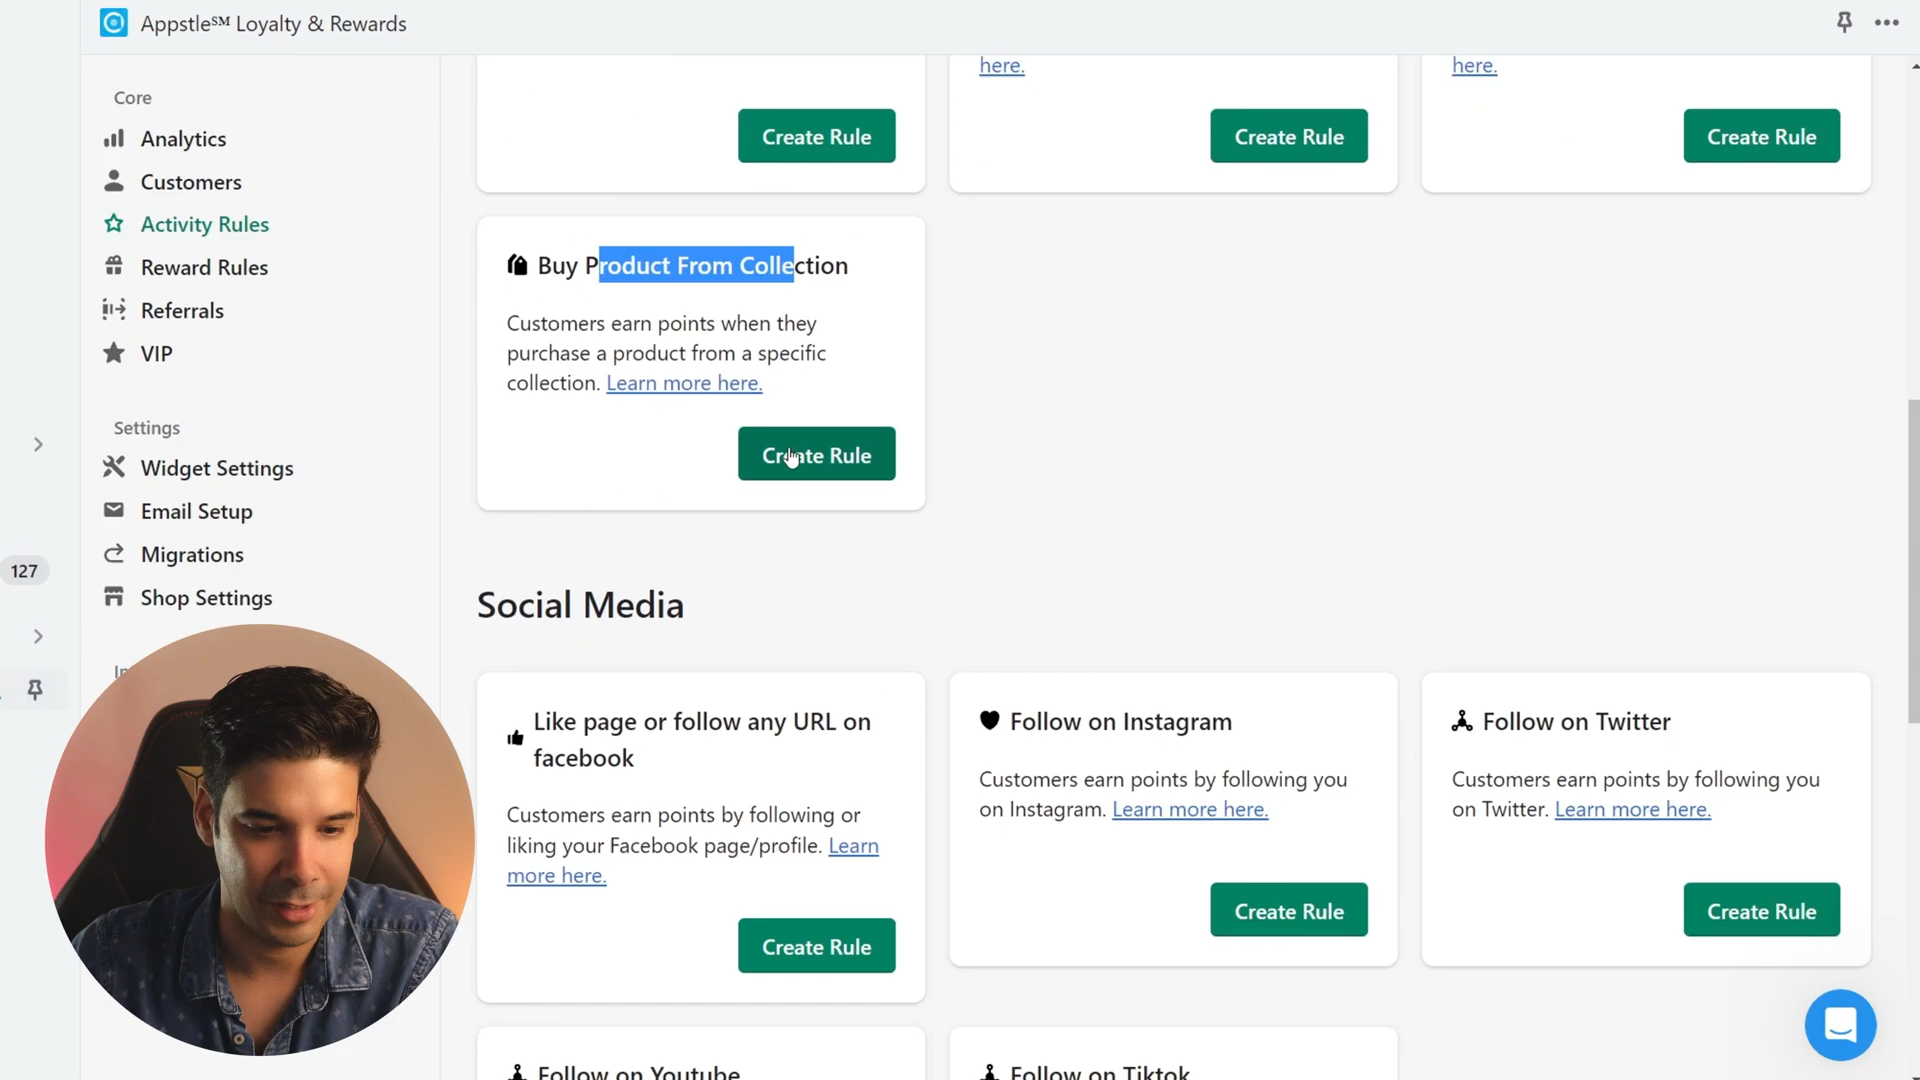 Appstle℠ Loyalty & Rewards
Core
Analytics
Customers
Activity Rules
Reward Rules
Referrals
VIP
Settings
Widget Settings
Email Setup
Migrations
Shop Settings
127
here.
here.
Create Rule
Create Rule
Create Rule
Buy Product From Collection
Customers earn points when they
purchase a product from a specific
collection. Learn more here.
Create Rule
Social Media
Like page or follow any URL on
facebook
Customers earn points by following or
liking your Facebook page/profile. Learn
more here.
Create Rule
Follow on Instagram
Customers earn points by following you
on Instagram. Learn more here.
Create Rule
Follow on Twitter
Customers earn points by following you
on Twitter. Learn more here.
Create Rule
Follow on Youtube
Follow on Tiktok